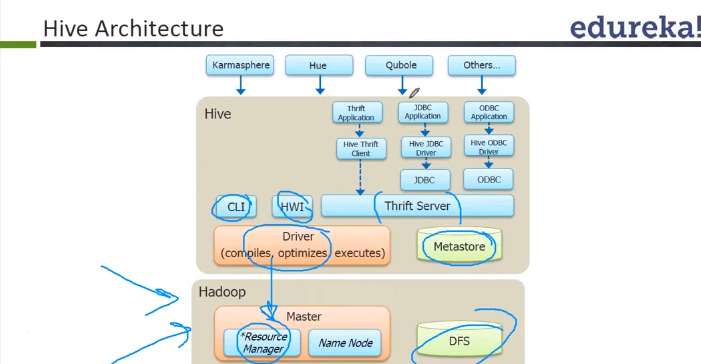 Hive Architecture
edureka!
Karmasphere
Hue
Qubole
Others...
Hive
Thrift
Application
JDBC
Application
ODBC
Application
Hive Thrift
Client
Hive JDBC
Driver
Hive ODBC
Driver
JDBC
ODBC
CLI
HWI
Thrift Server
Driver
(compiles, optimizes, executes)
Metastore
Hadoop
Master
*Resource
Manager
Name Node
DFS